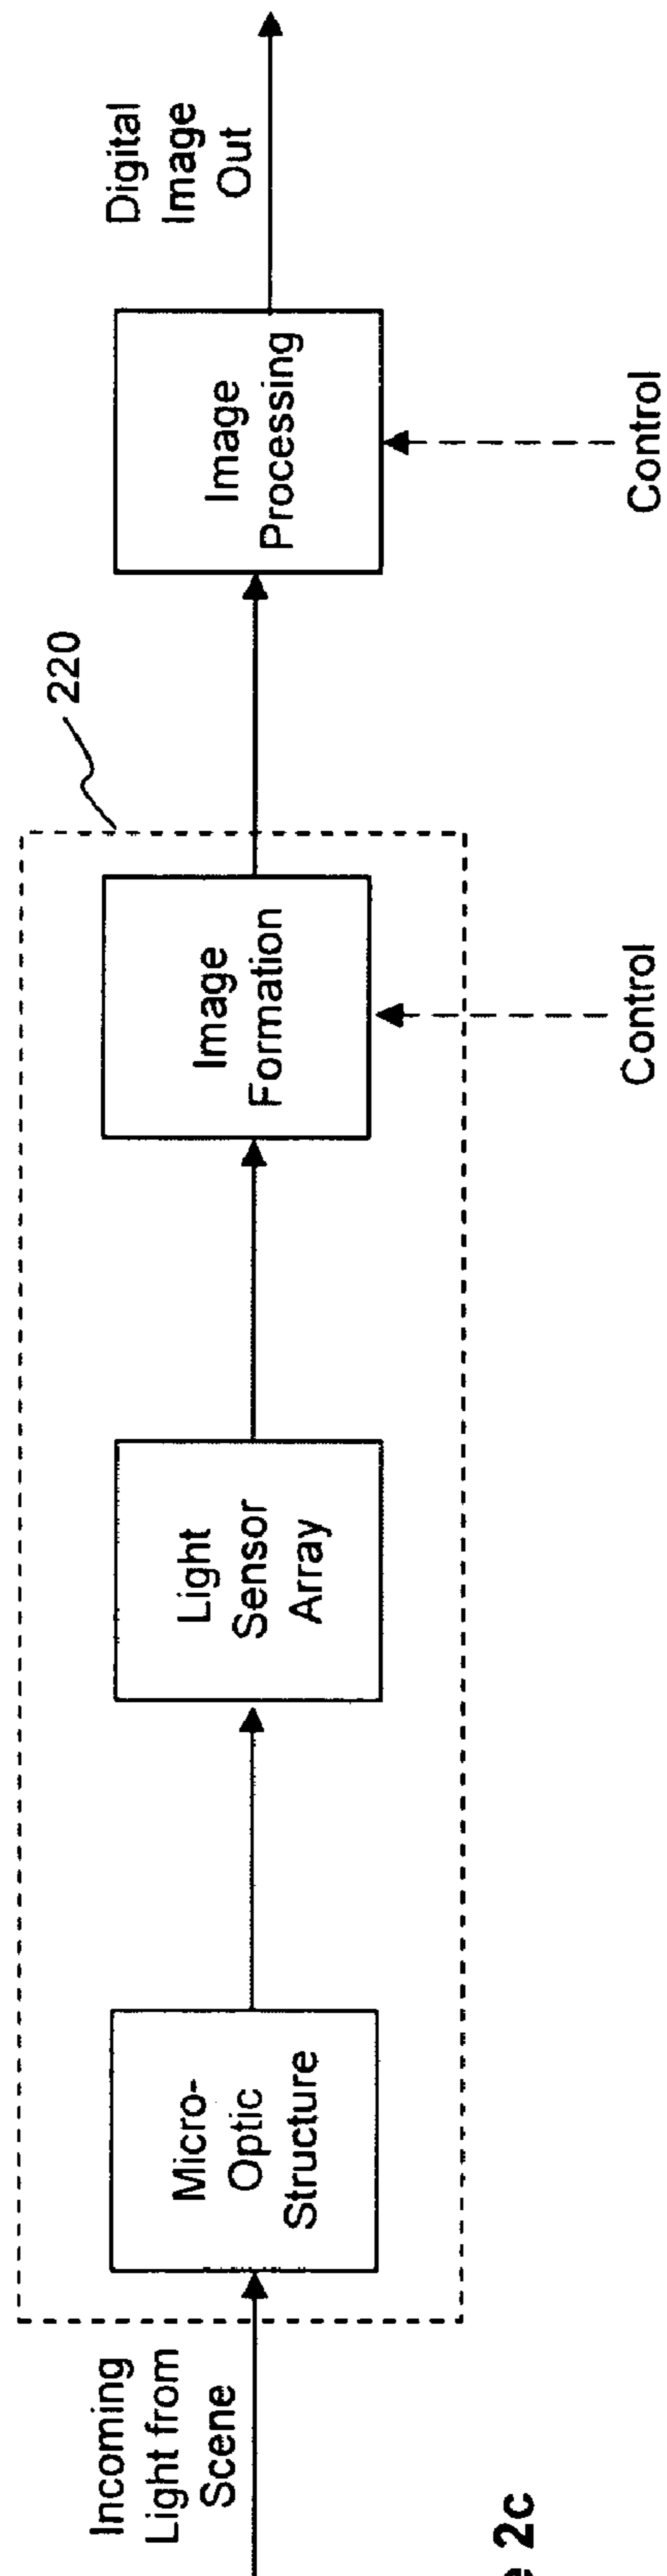 Incoming
Light from
Scene
Micro-
Optic
Structure
Light
Sensor
Array
Image
Formation
Control
220
Image
Processing
Control
Digital
Image
Out
2c